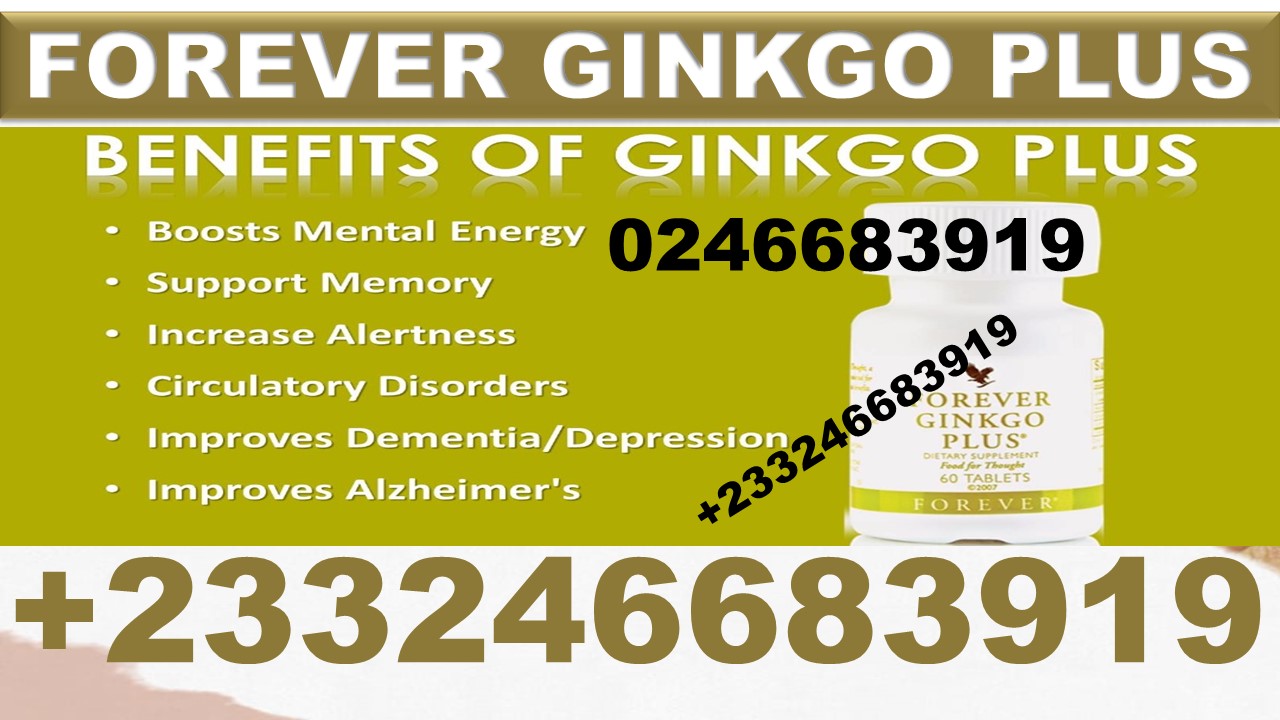 FOREVER GINKGO PLUS
BENEFITS OF GINKGO PLUS
• Boosts Mental Energy
0246683919
• Support Memory
• Increase Alertness
• Circulatory Disorders
• Improves Dementia/Depression
• Improves Alzheimer's
+233246683919
FOREVER
GINKGO
PLUS®
DIETARY SUPPLEMENT
Food for Thought
60 TABLETS
©2007
FOREVER®
+233246683919